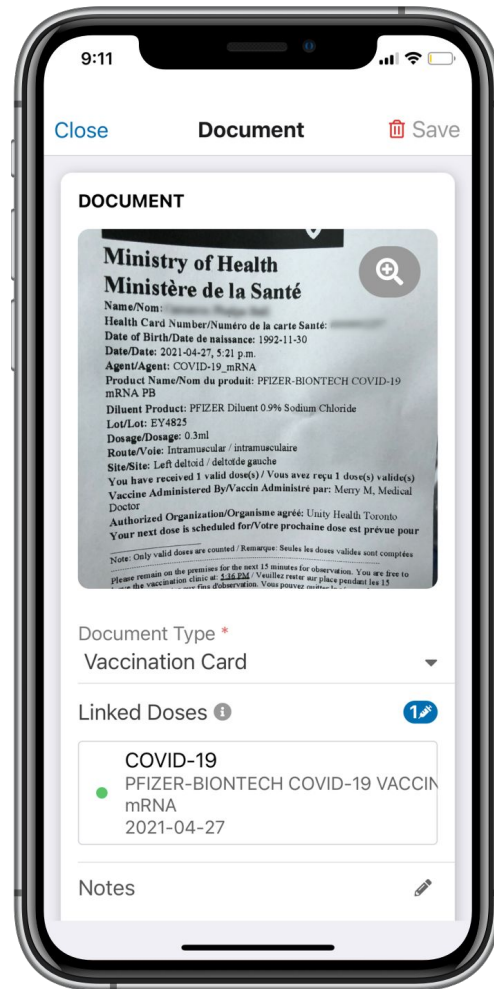 9:11
Close Document Save
DOCUMENT
Ministry of Health
Ministère de la Santé
Name/Nom:
Health Card Number/Numéro de la carte Santé:
Date of Birth/Date de naissance: 1992-11-30
Date/Date: 2021-04-27, 5:21 p.m.
Agent/Agent: COVID-19_mRNA
Product Name/Nom du produit: PFIZER-BIONTECH COVID-19
mRNA PB
Diluent Product: PFIZER Diluent 0.9% Sodium Chloride
Lot/Lot: EY4825
Dosage/Dosage: 0.3ml
Route/Voie: Intramuscular / intramusculaire
Site/Site: Left deltoid / deltoïde gauche
You have received 1 valid dose(s) / Vous avez reçu 1 dose(s) valide(s)
Vaccine Administered By/Vaccin Administré par: Merry M, Medical
Doctor
Authorized Organization/Organisme agréé: Unity Health Toronto
Your next dose is scheduled for/Votre prochaine dose est prévue pour
Note: Only valid doses are counted / Remarque: Seules les doses valides sont comptées
Please remain on the premises for the next 15 minutes for observation. You are free to
the vaccination clinic at: 5:36 PM / Veuillez rester sur place pendant les 15
fins d'observation. Vous pouvez quitter
Document Type *
Vaccination Card
Linked Doses
1
COVID-19
PFIZER-BIONTECH COVID-19 VACCIN
mRNA
2021-04-27
Notes